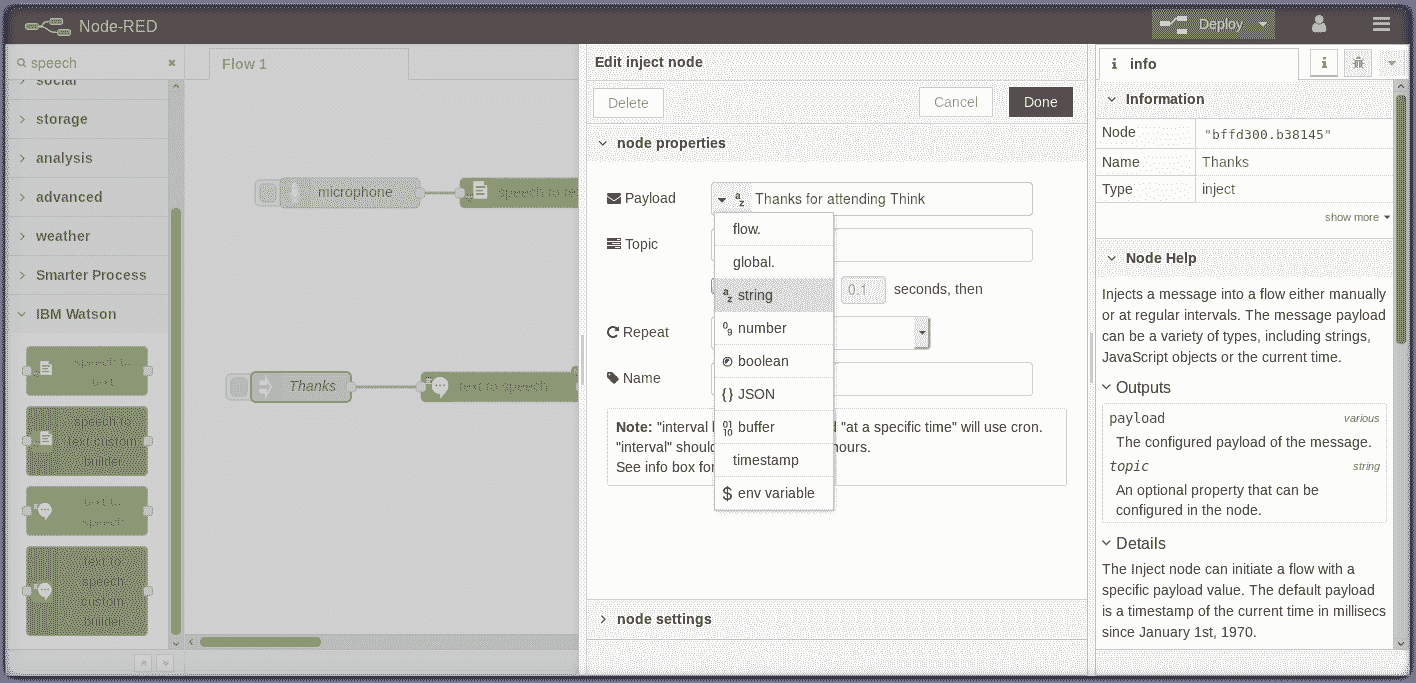 Node-RED
Deploy
speech
social
storage
analysis
advanced
weather
Smarter Process
IBM Watson
speech to
text
speech to
text custom
builder
text to
speech
text to
speech
custom
builder
Flow 1
microphone
speech to te
Thanks
text to speech
Edit inject node
Delete
Cancel
Done
node properties
Payload
Thanks for attending Think
Topic
0.1
seconds, then
Repeat
Name
flow.
global.
string
number
boolean
{} JSON
buffer
timestamp
$ env variable
Note: "interval "at a specific time" will use cron.
"interval" shou hours.
See info box for
node settings
info
Information
Node
"bffd300.b38145"
Name
Thanks
Type
inject
show more
Node Help
Injects a message into a flow either manually
or at regular intervals. The message payload
can be a variety of types, including strings,
JavaScript objects or the current time.
Outputs
payload various
The configured payload of the message.
topic string
An optional property that can be
configured in the node.
Details
The Inject node can initiate a flow with a
specific payload value. The default payload
is a timestamp of the current time in millisecs
since January 1st, 1970.